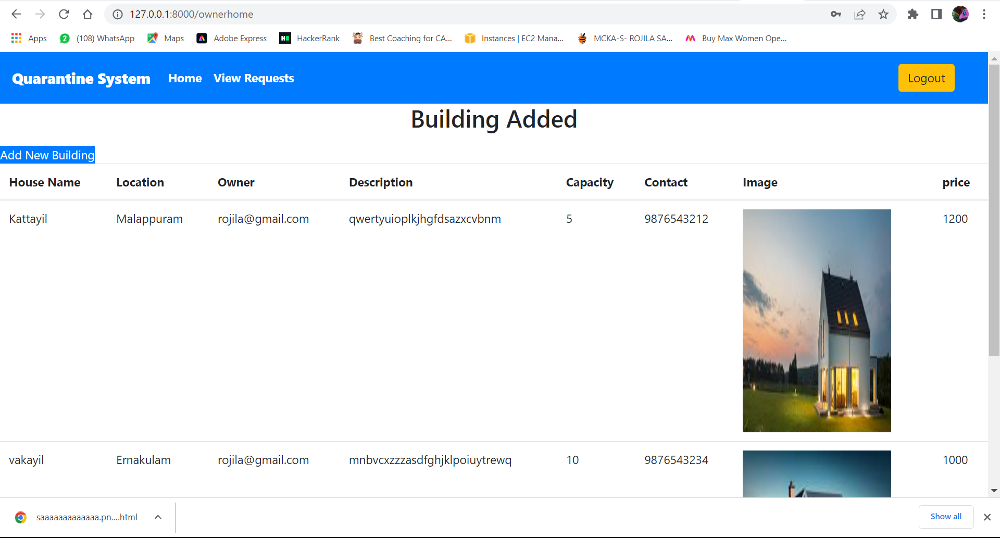 127.0.0.1:8000/ownerhome
Apps 2 (108) WhatsApp Maps Adobe Express HackerRank Best Coaching for CA... Instances | EC2 Mana... MCKA-S- ROJILA SA... Buy Max Women Ope...
Quarantine System Home View Requests Logout
Building Added
Add New Building
House Name Location Owner Description Capacity Contact Image price
Kattayil Malappuram rojila@gmail.com qwertyuioplkjhgfdsazxcvbnm 5 9876543212 1200
vakayil Ernakulam rojila@gmail.com mnbvcxzzzasdfghjklpoiuytrewq 10 9876543234 1000
saaaaaaaaaaaaaa.pn....html Show all